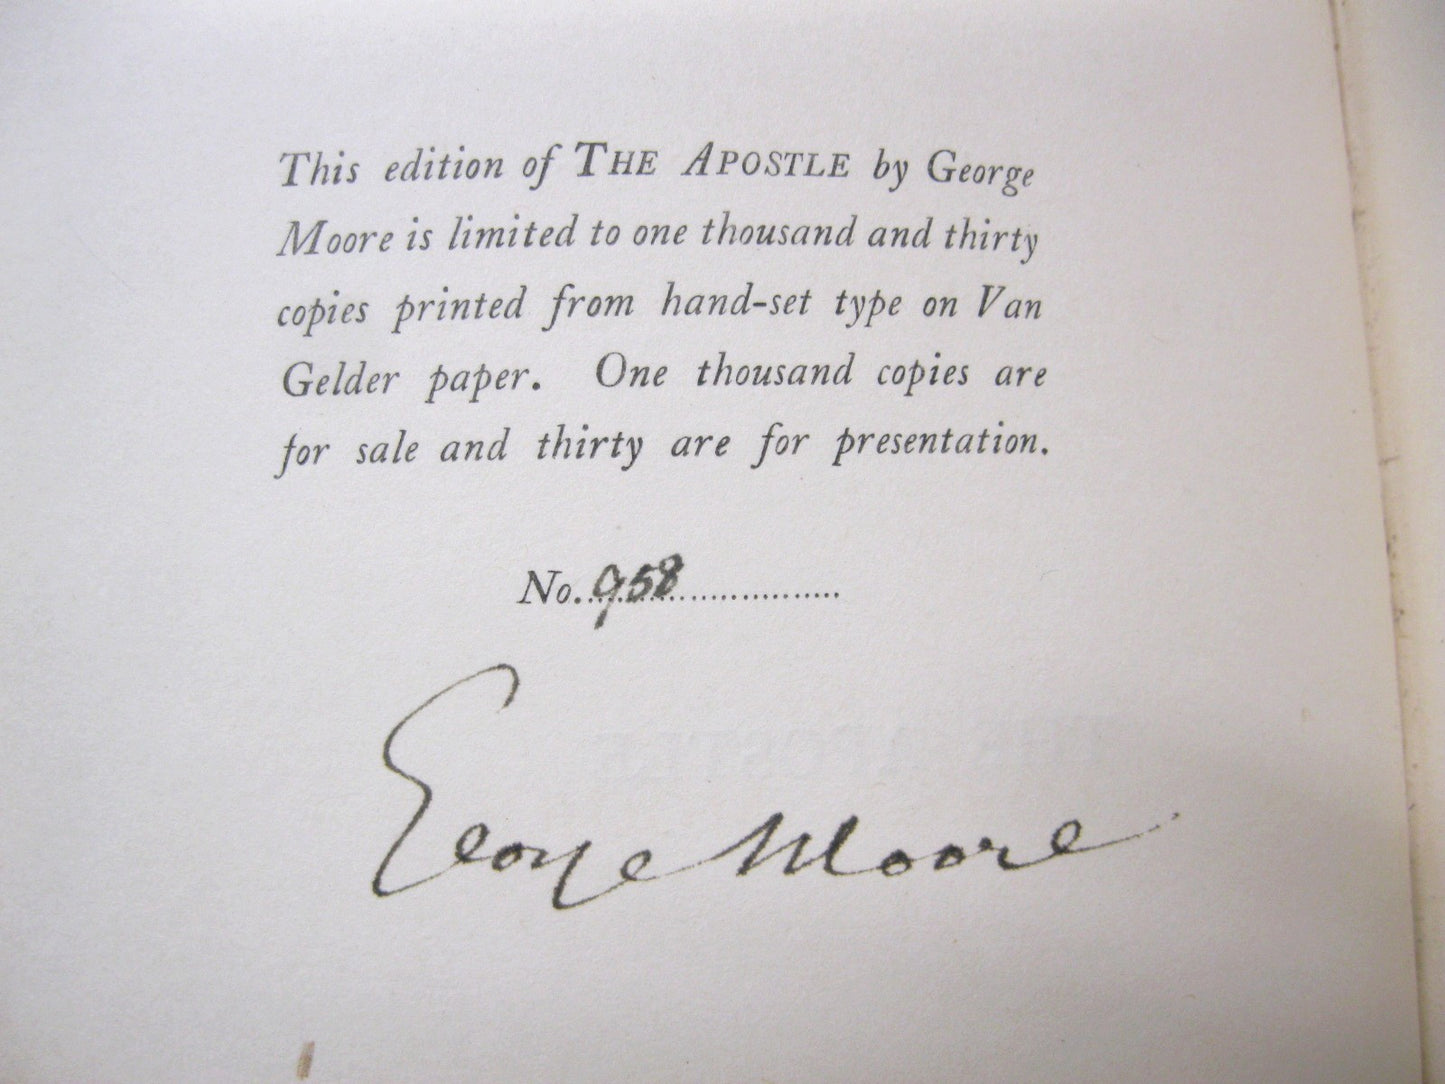 This edition of THE APOSTLE by George
Moore is limited to one thousand and thirty
copies printed from hand-set type on Van
Gelder paper. One thousand copies are
for sale and thirty are for presentation.
No. 958
George Moore